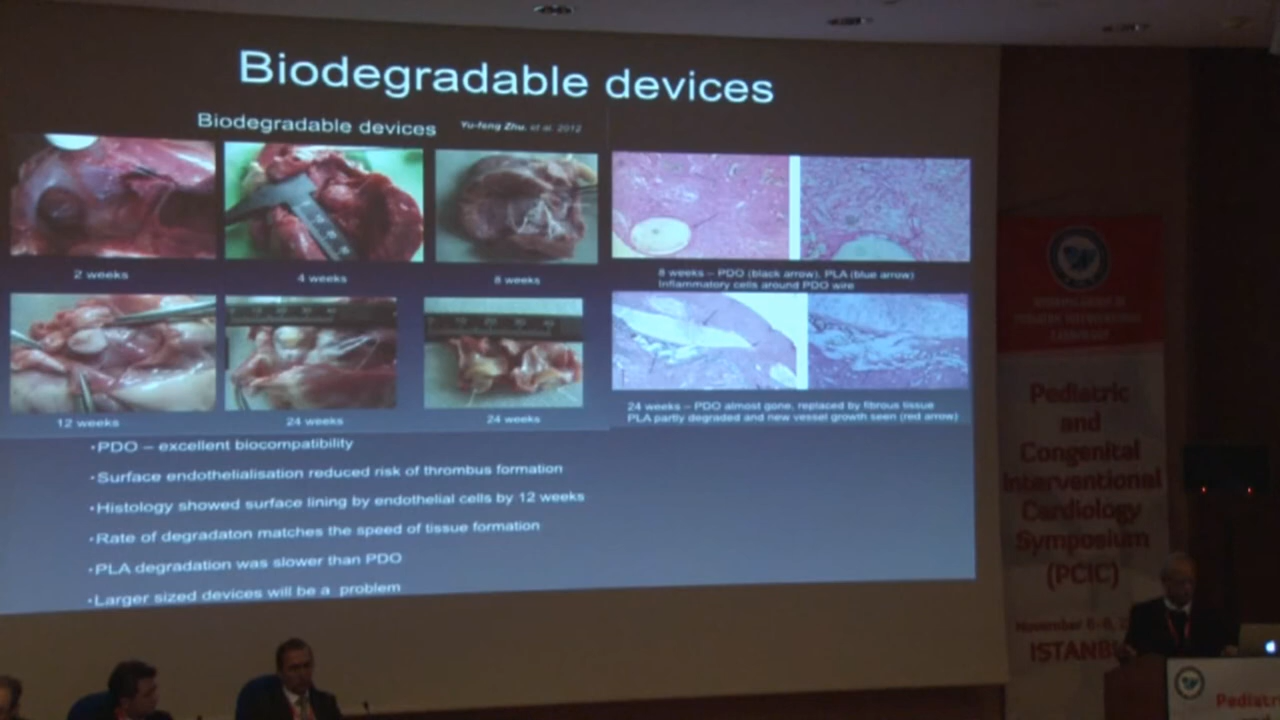 Biodegradable devices
Biodegradable devices
Yu-feng Zhu. et al. 2012
2 weeks
4 weeks
8 weeks
8 weeks – PDO (black arrow), PLA (blue arrow)
Inflammatory cells around PDO wire
12 weeks
24 weeks
24 weeks
24 weeks – PDO almost gone, replaced by fibrous tissue
PLA partly degraded and new vessel growth seen (red arrow)
•PDO – excellent biocompatibility
•Surface endothelialisation reduced risk of thrombus formation
•Histology showed surface lining by endothelial cells by 12 weeks
•Rate of degradaton matches the speed of tissue formation
•PLA degradation was slower than PDO
•Larger sized devices will be a problem
Pediatric
and
Congenital
Interventional
Cardiology
Symposium
(PCIC)
November 6-8,
ISTANB
Pediatr